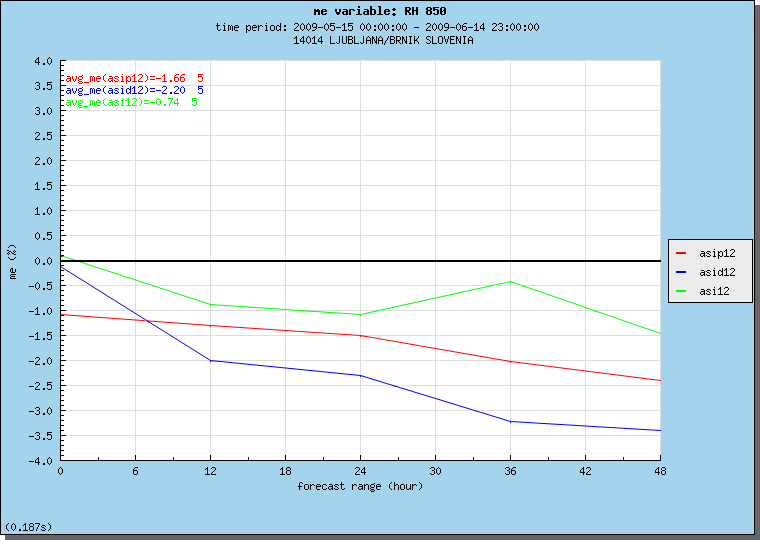 me variable: RH 850
time period: 2009-05-15 00:00:00 - 2009-06-14 23:00:00
14014 LJUBLJANA/BRNIK SLOVENIA
avg_me(asip12)=-1.66 5
avg_me(asid12)=-2.20 5
avg_me(asi12)=-0.74 5
4.0
3.5
3.0
2.5
2.0
1.5
1.0
0.5
0.0
-0.5
-1.0
-1.5
-2.0
-2.5
-3.0
-3.5
-4.0
me (%)
asip12
asid12
asi12
0 6 12 18 24 30 36 42 48
forecast range (hour)
(0.187s)